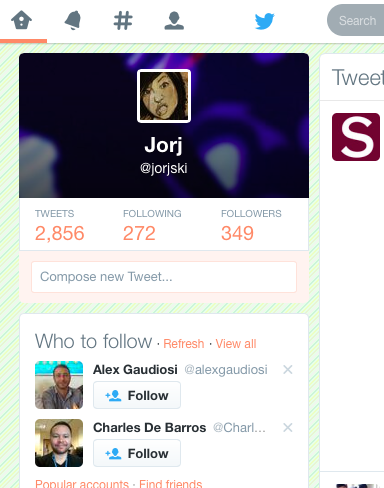 Search
Jorj
@jorjski
TWEETS FOLLOWING FOLLOWERS
2,856 272 349
Compose new Tweet...
Who to follow · Refresh · View all
Alex Gaudiosi @alexgaudiosi
Follow
Charles De Barros @Charl...
Follow
Popular accounts · Find friends
Tweet
S